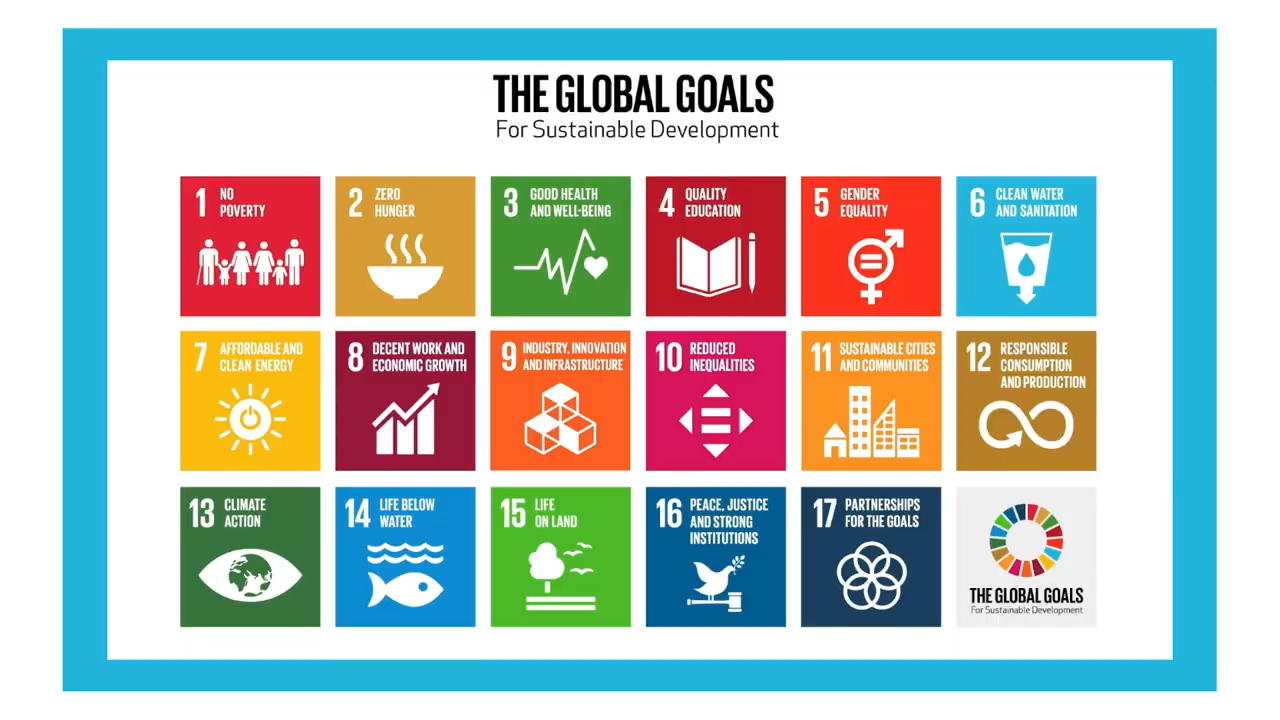 THE GLOBAL GOALS
For Sustainable Development
1 NO
POVERTY
2 ZERO
HUNGER
3 GOOD HEALTH
AND WELL-BEING
4 QUALITY
EDUCATION
5 GENDER
EQUALITY
6 CLEAN WATER
AND SANITATION
7 AFFORDABLE AND
CLEAN ENERGY
8 DECENT WORK AND
ECONOMIC GROWTH
9 INDUSTRY, INNOVATION
AND INFRASTRUCTURE
10 REDUCED
INEQUALITIES
11 SUSTAINABLE CITIES
AND COMMUNITIES
12 RESPONSIBLE
CONSUMPTION
AND PRODUCTION
13 CLIMATE
ACTION
14 LIFE BELOW
WATER
15 LIFE
ON LAND
16 PEACE, JUSTICE
AND STRONG
INSTITUTIONS
17 PARTNERSHIPS
FOR THE GOALS
THE GLOBAL GOALS
For Sustainable Development